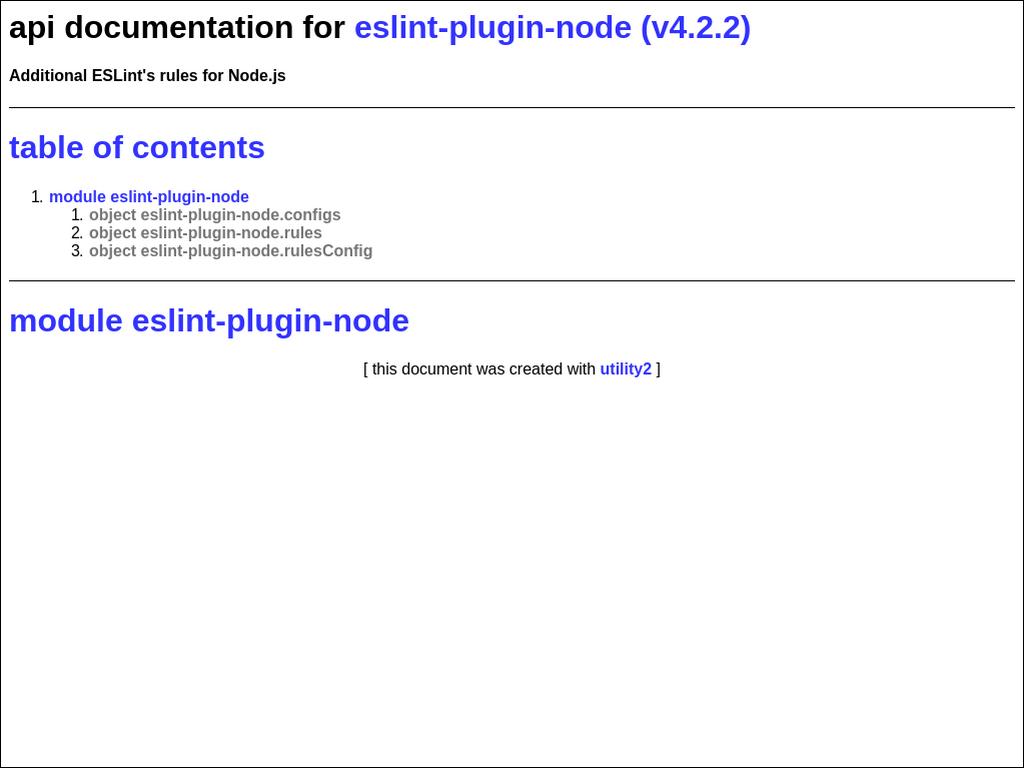 api documentation for eslint-plugin-node (v4.2.2)
Additional ESLint's rules for Node.js
table of contents
1. module eslint-plugin-node
1. object eslint-plugin-node.configs
2. object eslint-plugin-node.rules
3. object eslint-plugin-node.rulesConfig
module eslint-plugin-node
[ this document was created with utility2 ]